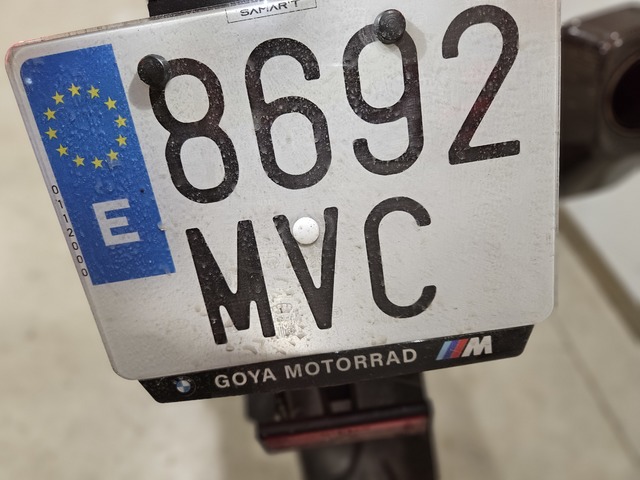 SAMAR'T
8692
E
0112000
MVC
GOYA MOTORRAD M